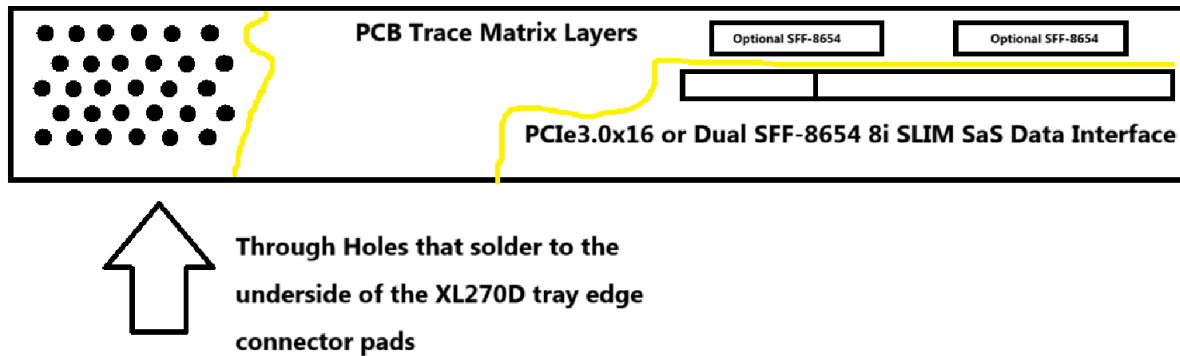 PCB Trace Matrix Layers
Optional SFF-8654
Optional SFF-8654
PCIe3.0x16 or Dual SFF-8654 8i SLIM SaS Data Interface
Through Holes that solder to the
underside of the XL270D tray edge
connector pads